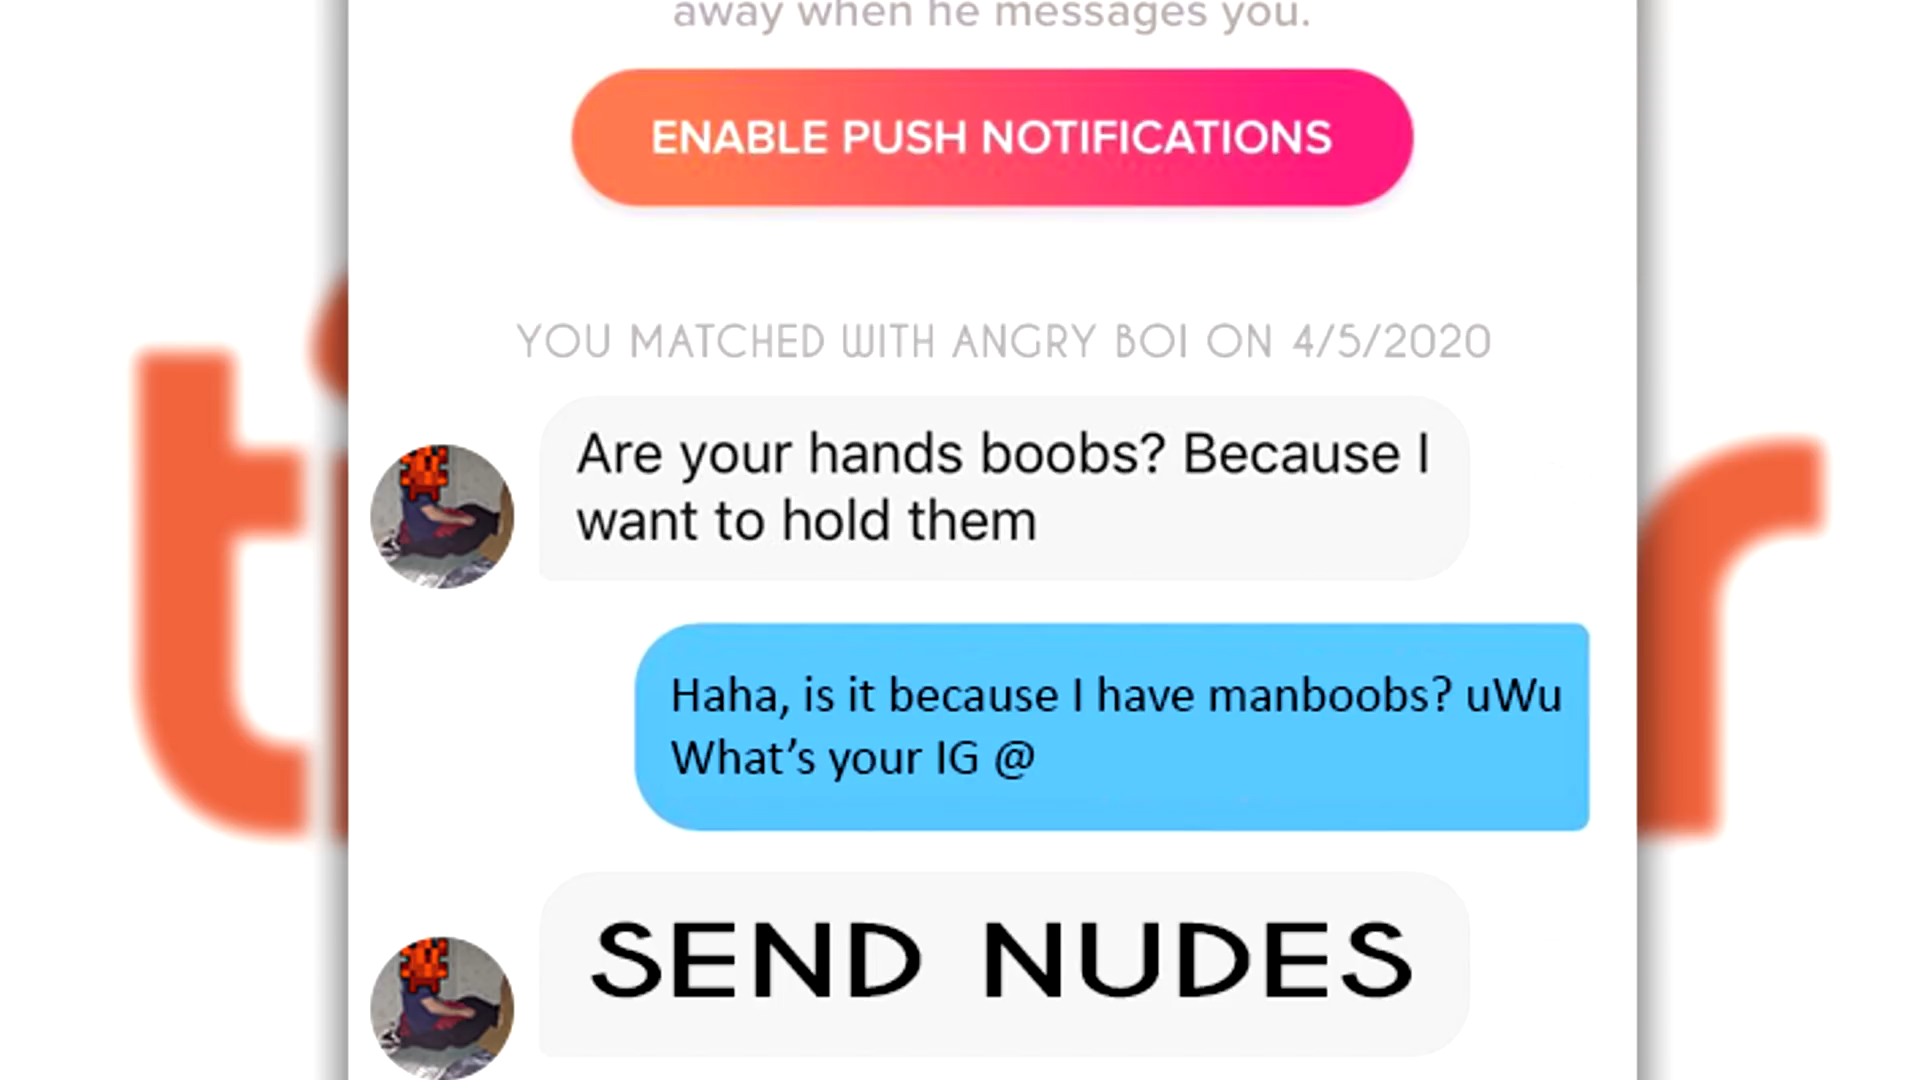 away when he messages you.
ENABLE PUSH NOTIFICATIONS
YOU MATCHED WITH ANGRY BOI ON 4/5/2020
Are your hands boobs? Because I
want to hold them
Haha, is it because I have manboobs? uWu
What’s your IG @
SEND NUDES